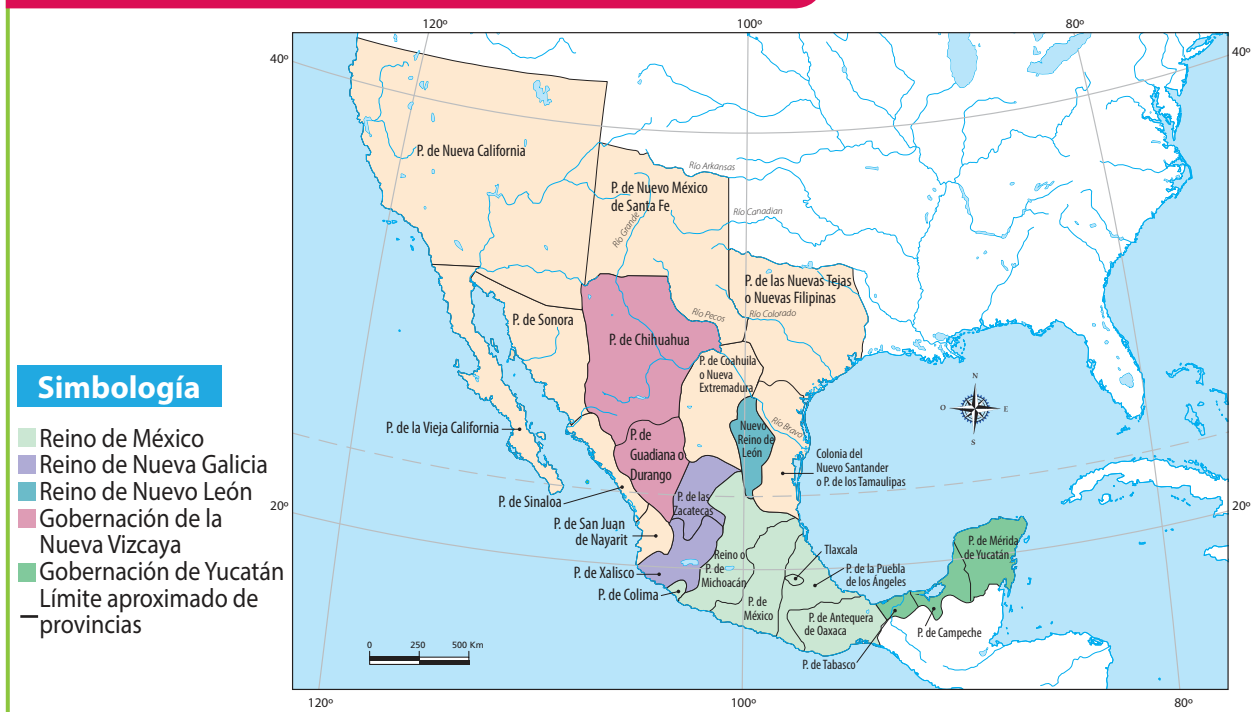 120º
100º
80º
40º
40º
P. de Nueva California
Río Arkansas
P. de Nuevo México
de Santa Fe
Río Grande
Río Canadian
P. de las Nuevas Tejas
o Nuevas Filipinas
P. de Sonora
Río Pecos
Río Colorado
P. de Chihuahua
P. de Coahuila
o Nueva
Extremadura
Simbología
Reino de México
Reino de Nueva Galicia
Reino de Nuevo León
Gobernación de la
Nueva Vizcaya
Gobernación de Yucatán
Límite aproximado de
provincias
N
O
E
S
P. de la Vieja California
P. de
Guadiana o
Durango
Nuevo
Reino de
León
Río Bravo
Colonia del
Nuevo Santander
o P. de los Tamaulipas
20º
20º
P. de Sinaloa
P. de las
Zacatecas
P. de San Juan
de Nayarit
P. de Xalisco
P. de Colima
Reino o
P. de
Michoacán
Tlaxcala
P. de la Puebla
de los Ángeles
P. de Mérida
de Yucatán
P. de
México
P. de Antequera
de Oaxaca
P. de Campeche
P. de Tabasco
0
250
500 Km
120º
100º
80º